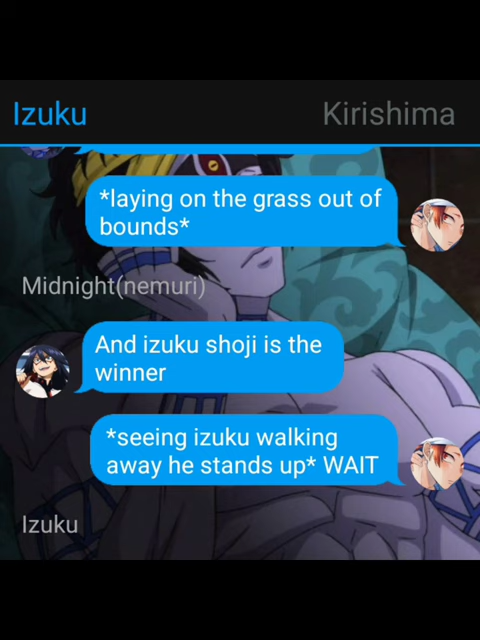 Izuku Kirishima
*laying on the grass out of
bounds*
Midnight(nemuri)
And izuku shoji is the
winner
*seeing izuku walking
away he stands up* WAIT
Izuku